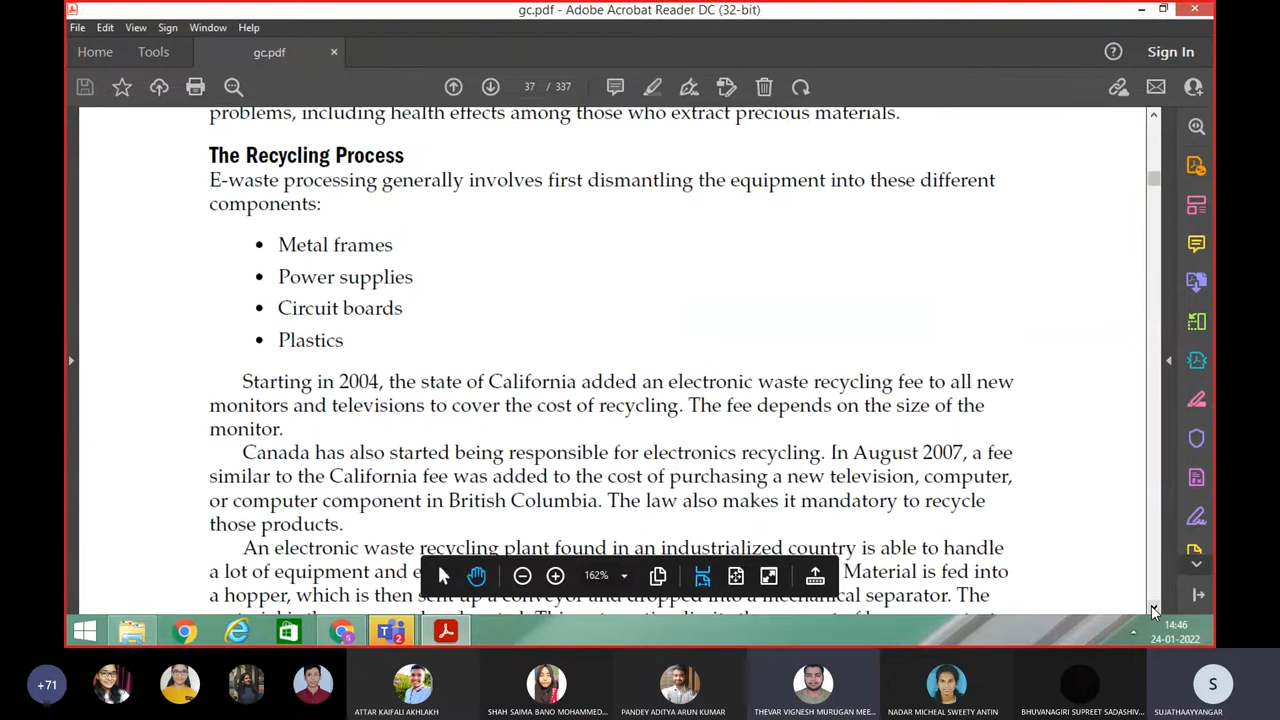 gc.pdf - Adobe Acrobat Reader DC (32-bit)
File Edit View Sign Window Help
Home Tools gc.pdf × ? Sign In
37 / 337
problems, including health effects among those who extract precious materials.
The Recycling Process
E-waste processing generally involves first dismantling the equipment into these different
components:
• Metal frames
• Power supplies
• Circuit boards
• Plastics
Starting in 2004, the state of California added an electronic waste recycling fee to all new
monitors and televisions to cover the cost of recycling. The fee depends on the size of the
monitor.
Canada has also started being responsible for electronics recycling. In August 2007, a fee
similar to the California fee was added to the cost of purchasing a new television, computer,
or computer component in British Columbia. The law also makes it mandatory to recycle
those products.
An electronic waste recycling plant found in an industrialized country is able to handle
a lot of equipment and Material is fed into
162%
a hopper, which is then sent up a conveyor and dropped into a mechanical separator. The
2
14:46
24-01-2022
+71
S
ATTAR KAIFALI AKHLAKH
SHAH SAIMA BANO MOHAMMED...
PANDEY ADITYA ARUN KUMAR
THEVAR VIGNESH MURUGAN MEE...
NADAR MICHEAL SWEETY ANTIN
BHUVANAGIRI SUPREET SADASHIV...
SUJATHAAYYANGAR